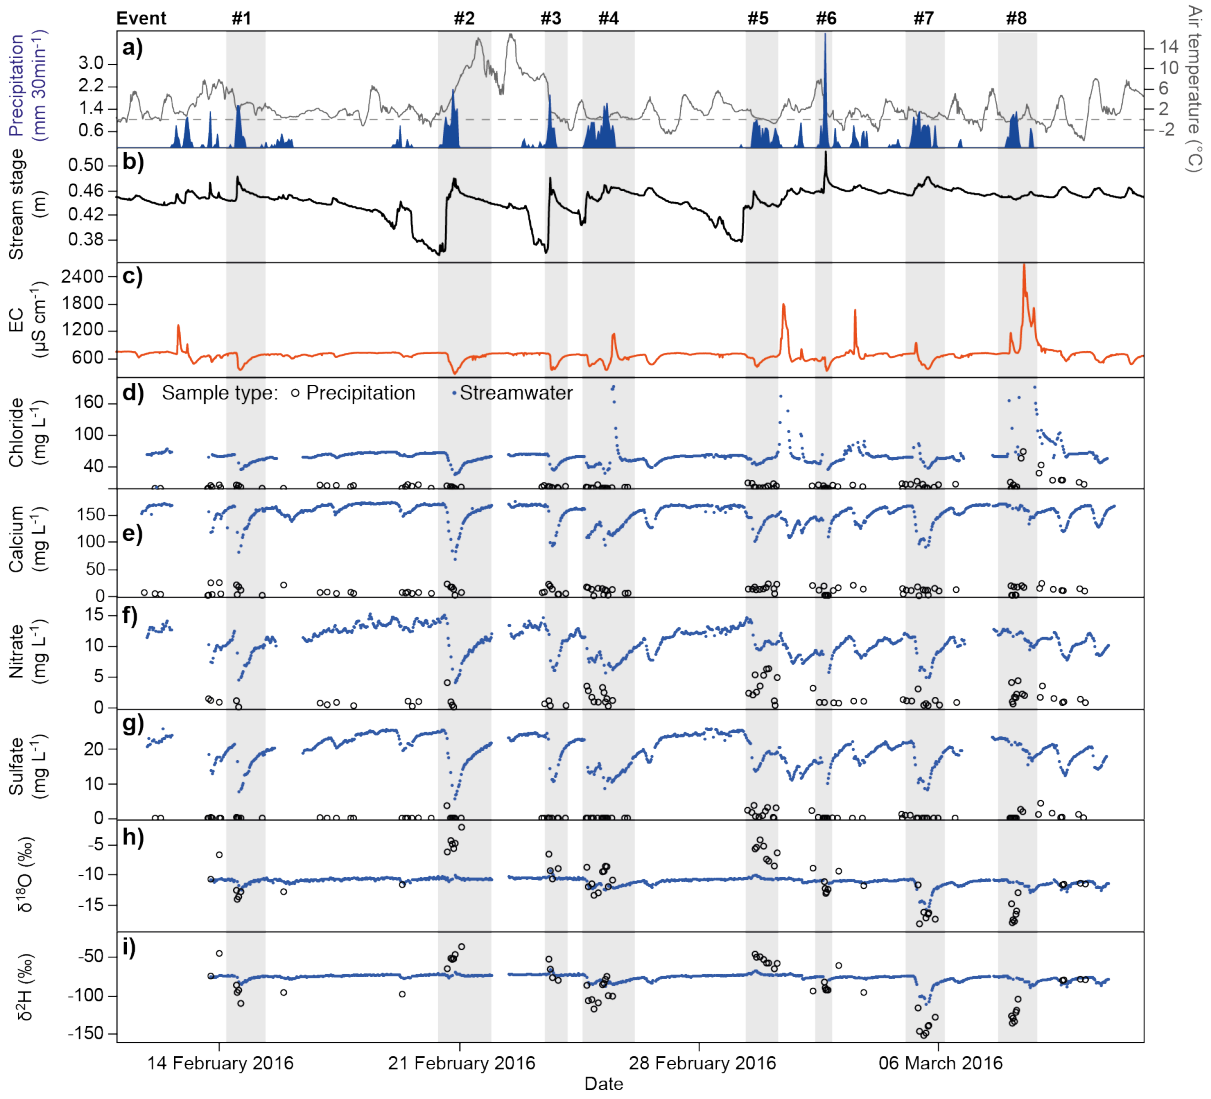 Event #1 #2 #3 #4 #5 #6 #7 #8
a)
Precipitation
(mm 30min⁻¹)
3.0
2.2
1.4
0.6
14
10
6
2
-2
Air temperature (°C)
b)
Stream stage
(m)
0.50
0.46
0.42
0.38
c)
EC
(µS cm⁻¹)
2400
1800
1200
600
d) Sample type: Precipitation Streamwater
Chloride
(mg L⁻¹)
160
100
40
e)
Calcium
(mg L⁻¹)
150
100
50
0
f)
Nitrate
(mg L⁻¹)
15
10
5
0
g)
Sulfate
(mg L⁻¹)
20
10
0
h)
δ¹⁸O (‰)
-5
-10
-15
i)
δ²H (‰)
-50
-100
-150
14 February 2016 21 February 2016 28 February 2016 06 March 2016
Date